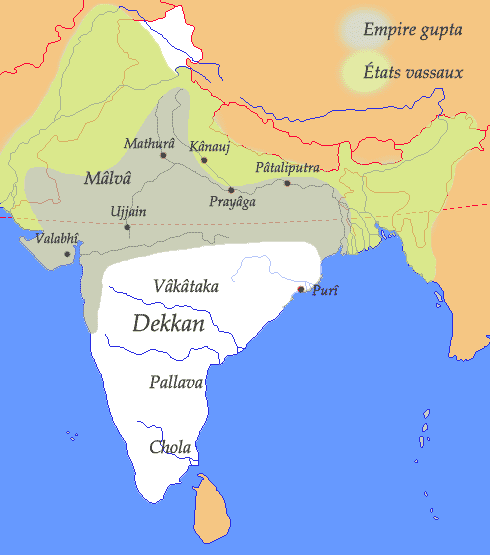 Empire gupta
États vassaux
Mathurâ
Kânauj
Pâtaliputra
Mâlvâ
Prayâga
Ujjain
Valabhî
Vâkâtaka
Purî
Dekkan
Pallava
Chola